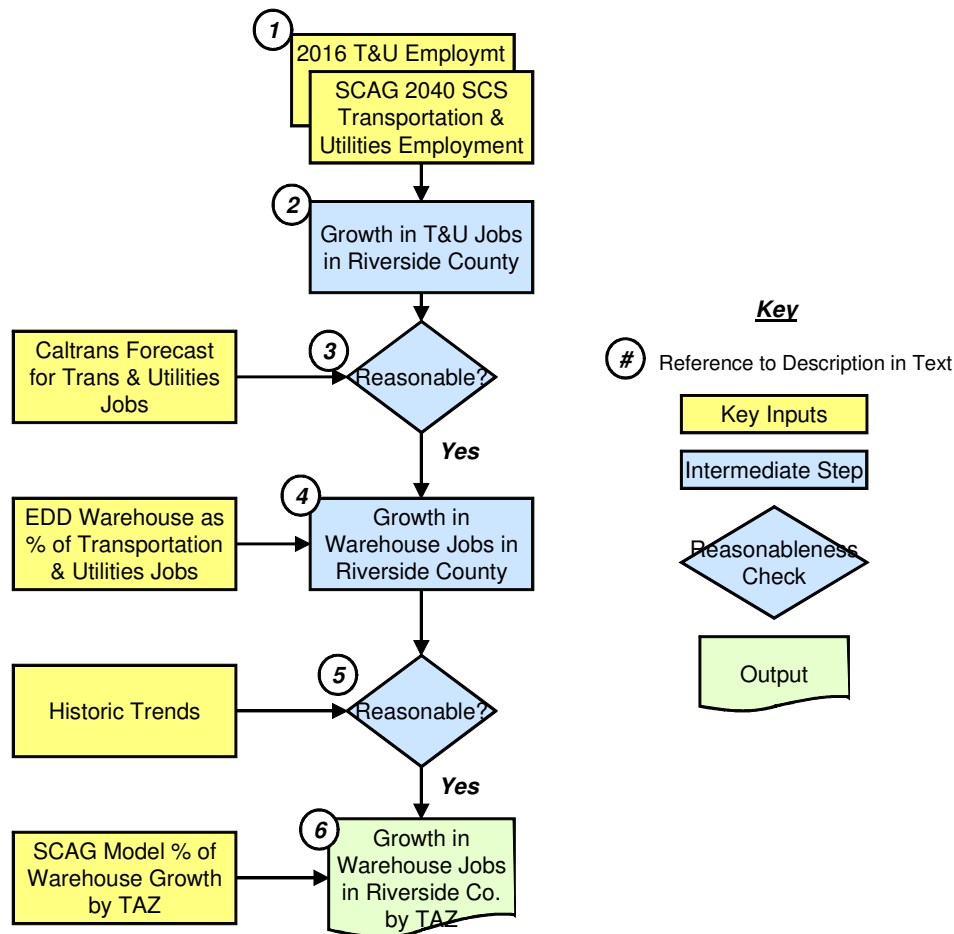 1
2016 T&U Employmt
SCAG 2040 SCS
Transportation &
Utilities Employment
2
Growth in T&U Jobs
in Riverside County
Caltrans Forecast
for Trans & Utilities
Jobs
3
Reasonable?
Yes
EDD Warehouse as
% of Transportation
& Utilities Jobs
4
Growth in
Warehouse Jobs in
Riverside County
Historic Trends
5
Reasonable?
Yes
SCAG Model % of
Warehouse Growth
by TAZ
6
Growth in
Warehouse Jobs
in Riverside Co.
by TAZ
Key
# Reference to Description in Text
Key Inputs
Intermediate Step
Reasonableness
Check
Output